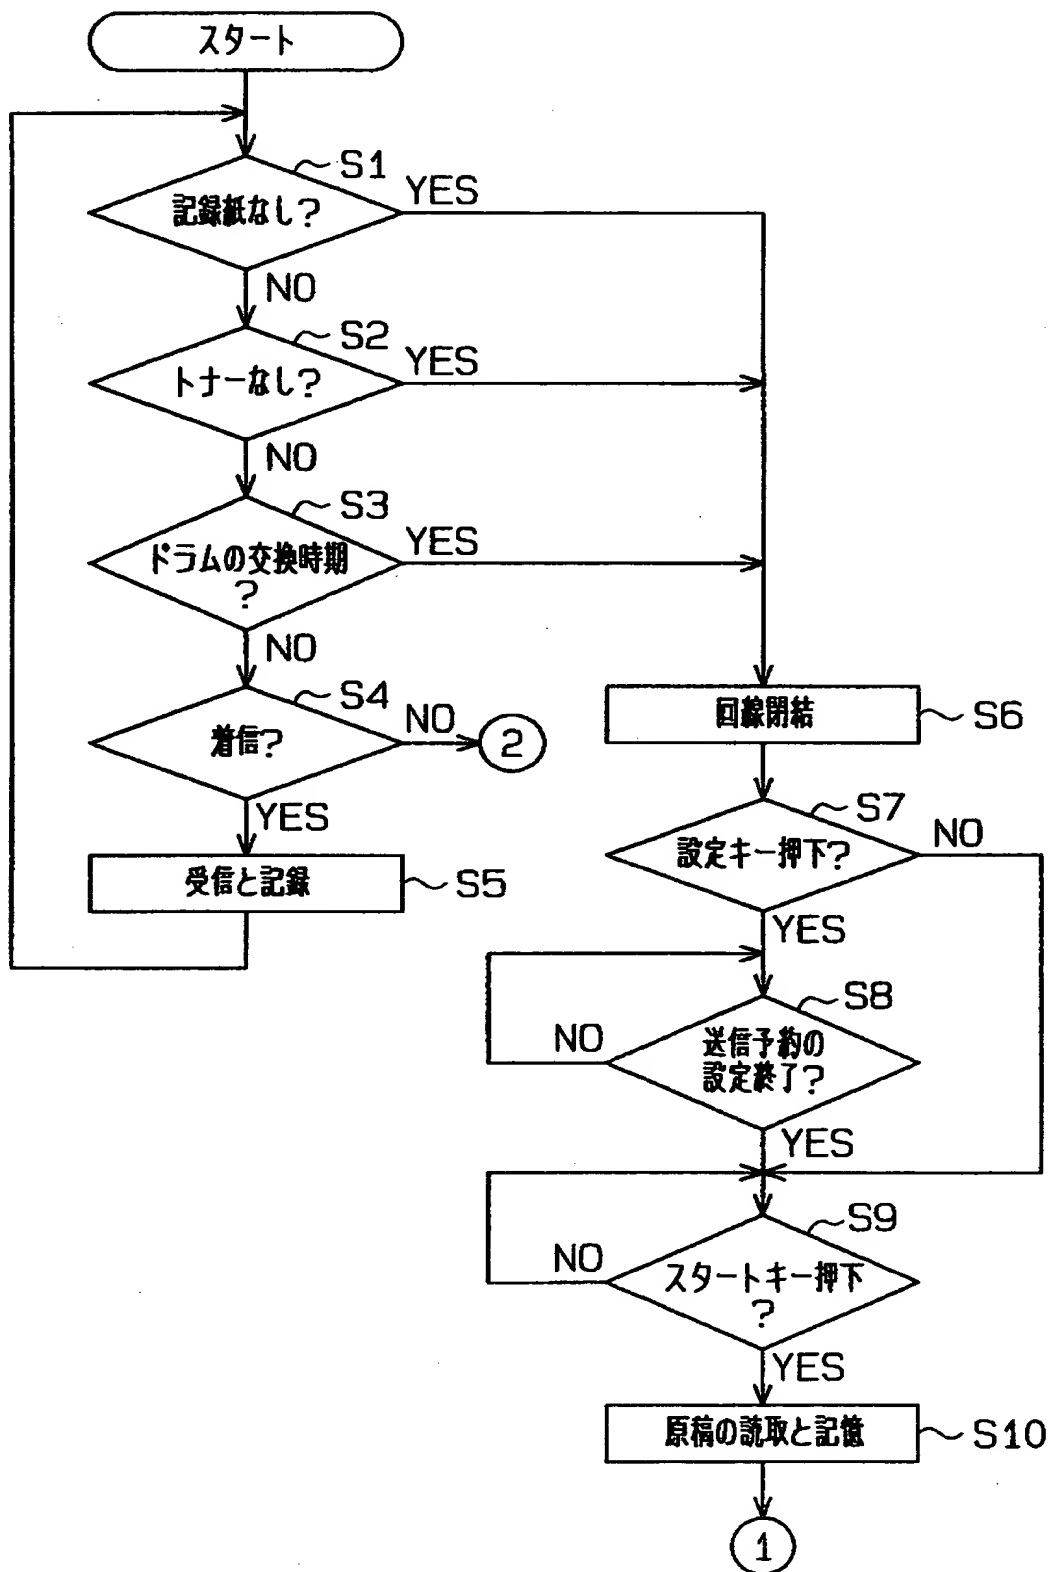 スタート
S1
記録紙なし?
YES
NO
S2
トナーなし?
YES
NO
S3
ドラムの交換時期
?
YES
NO
S4
着信?
NO
2
YES
受信と記録
S5
回線閉結
S6
S7
設定キー押下?
NO
YES
S8
送信予約の
設定終了?
NO
YES
S9
スタートキー押下
?
NO
YES
原稿の読取と記憶
S10
1